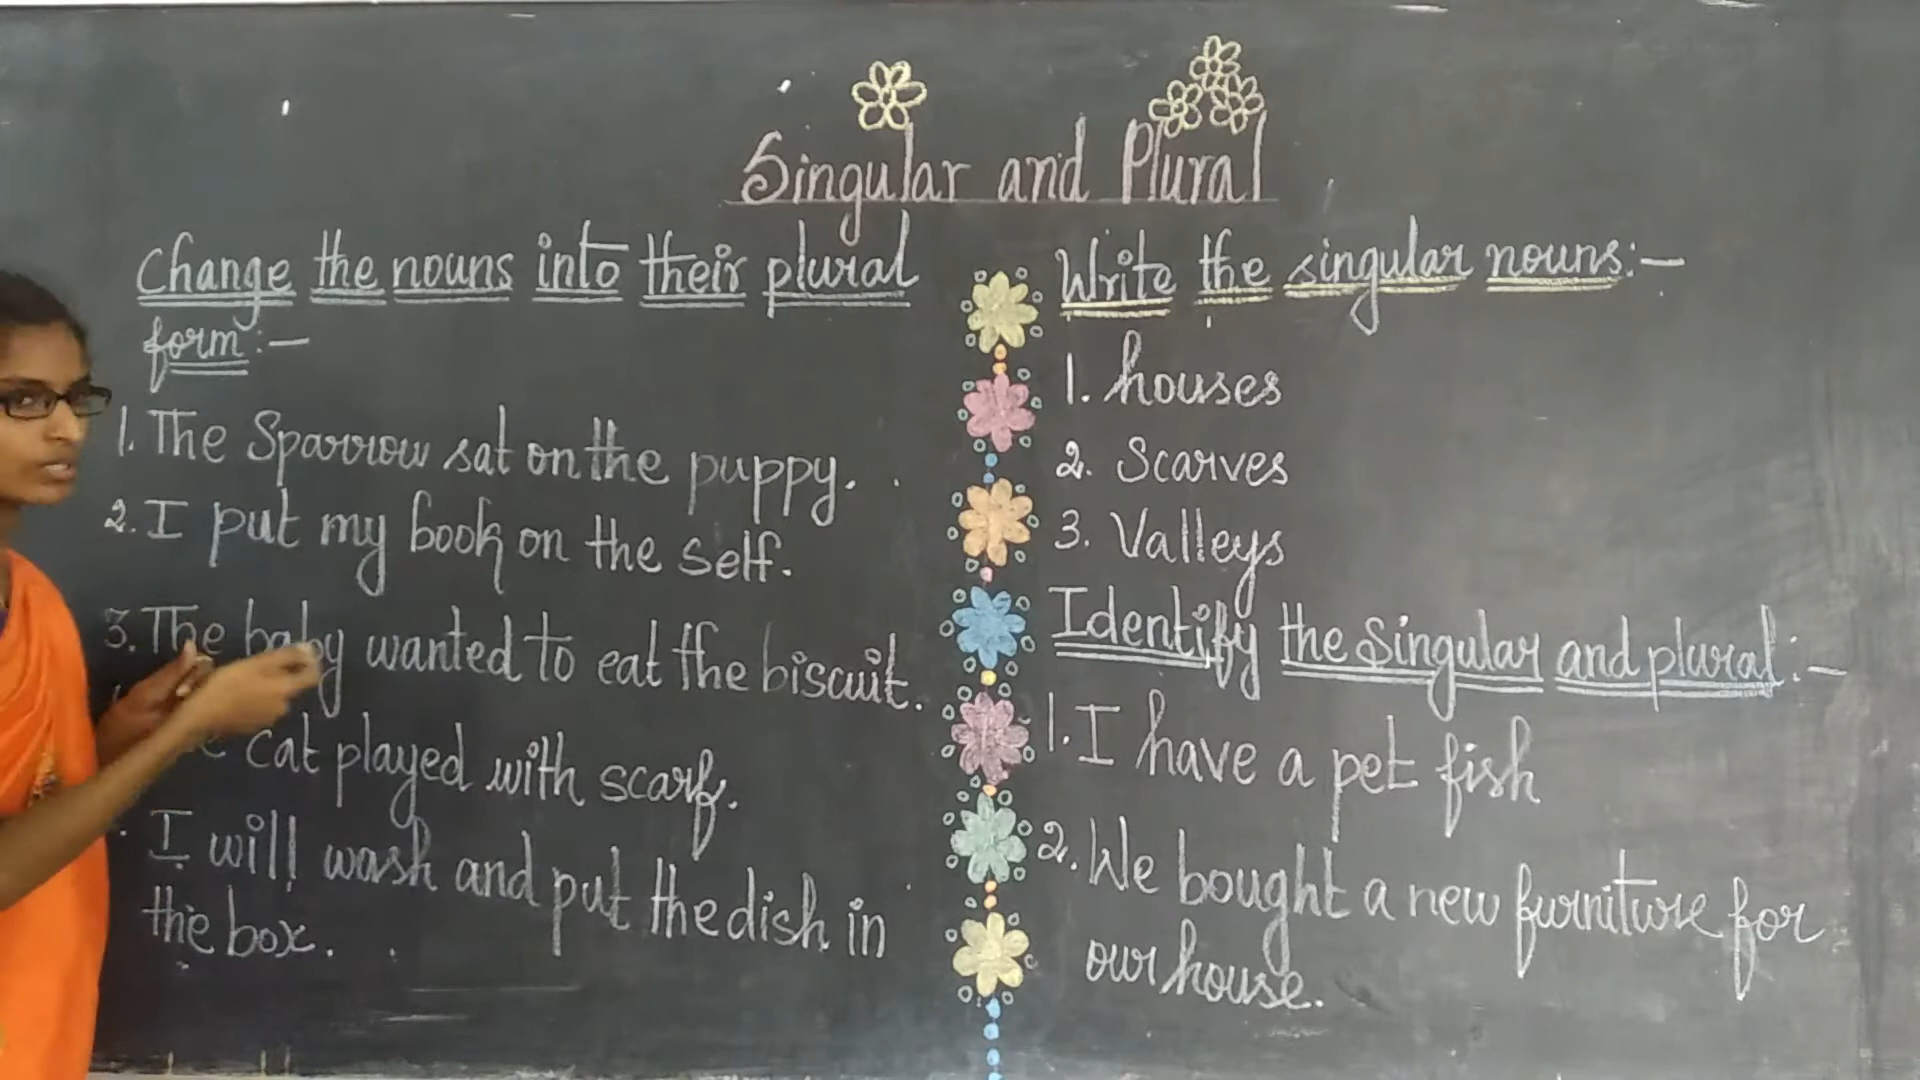 Singular and Plural
Change the nouns into their plural
form:-
1. The Sparrow sat on the puppy.
2. I put my book on the self.
3. The baby wanted to eat the biscuit.
cat played with scarf.
I will wash and put the dish in
the box.
Write the singular nouns:-
1. houses
2. Scarves
3. Valleys
Identify the Singular and plural:-
1. I have a pet fish
2. We bought a new furniture for
our house.